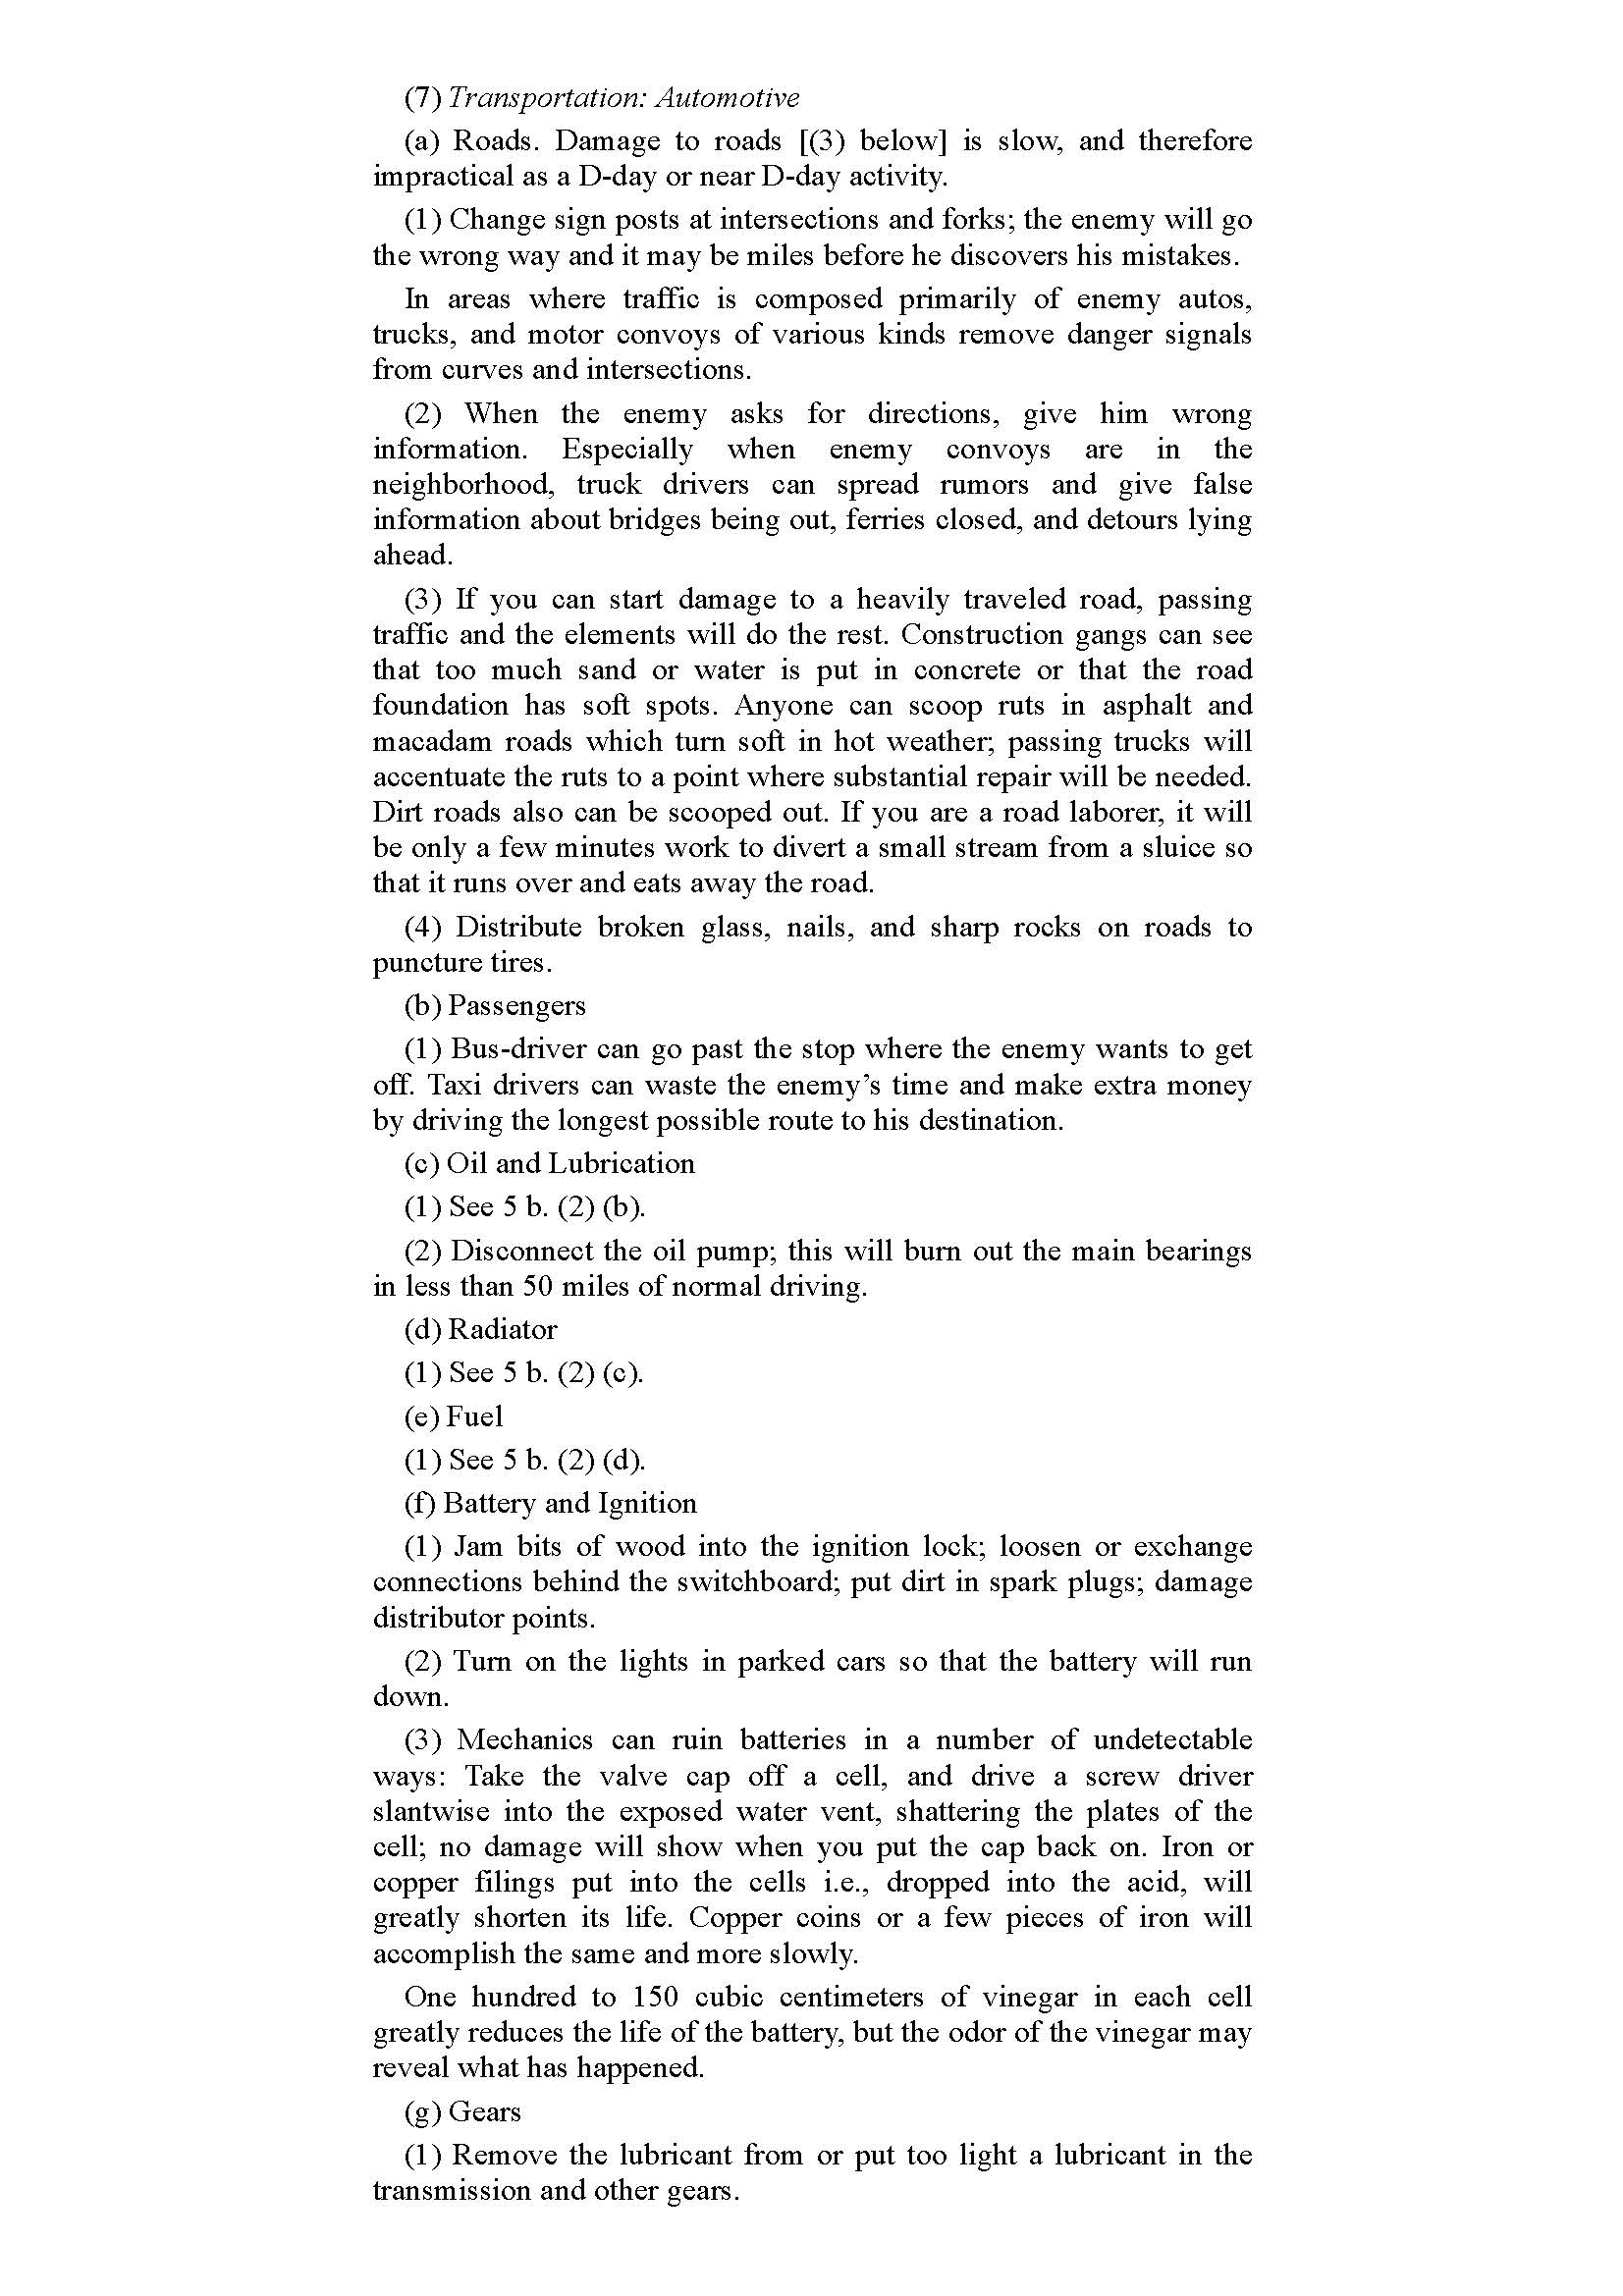 (7) Transportation: Automotive
(a) Roads. Damage to roads [(3) below] is slow, and therefore
impractical as a D-day or near D-day activity.
(1) Change sign posts at intersections and forks; the enemy will go
the wrong way and it may be miles before he discovers his mistakes.
In areas where traffic is composed primarily of enemy autos,
trucks, and motor convoys of various kinds remove danger signals
from curves and intersections.
(2) When the enemy asks for directions, give him wrong
information. Especially when enemy convoys are in the
neighborhood, truck drivers can spread rumors and give false
information about bridges being out, ferries closed, and detours lying
ahead.
(3) If you can start damage to a heavily traveled road, passing
traffic and the elements will do the rest. Construction gangs can see
that too much sand or water is put in concrete or that the road
foundation has soft spots. Anyone can scoop ruts in asphalt and
macadam roads which turn soft in hot weather; passing trucks will
accentuate the ruts to a point where substantial repair will be needed.
Dirt roads also can be scooped out. If you are a road laborer, it will
be only a few minutes work to divert a small stream from a sluice so
that it runs over and eats away the road.
(4) Distribute broken glass, nails, and sharp rocks on roads to
puncture tires.
(b) Passengers
(1) Bus-driver can go past the stop where the enemy wants to get
off. Taxi drivers can waste the enemy’s time and make extra money
by driving the longest possible route to his destination.
(c) Oil and Lubrication
(1) See 5 b. (2) (b).
(2) Disconnect the oil pump; this will burn out the main bearings
in less than 50 miles of normal driving.
(d) Radiator
(1) See 5 b. (2) (c).
(e) Fuel
(1) See 5 b. (2) (d).
(f) Battery and Ignition
(1) Jam bits of wood into the ignition lock; loosen or exchange
connections behind the switchboard; put dirt in spark plugs; damage
distributor points.
(2) Turn on the lights in parked cars so that the battery will run
down.
(3) Mechanics can ruin batteries in a number of undetectable
ways: Take the valve cap off a cell, and drive a screw driver
slantwise into the exposed water vent, shattering the plates of the
cell; no damage will show when you put the cap back on. Iron or
copper filings put into the cells i.e., dropped into the acid, will
greatly shorten its life. Copper coins or a few pieces of iron will
accomplish the same and more slowly.
One hundred to 150 cubic centimeters of vinegar in each cell
greatly reduces the life of the battery, but the odor of the vinegar may
reveal what has happened.
(g) Gears
(1) Remove the lubricant from or put too light a lubricant in the
transmission and other gears.